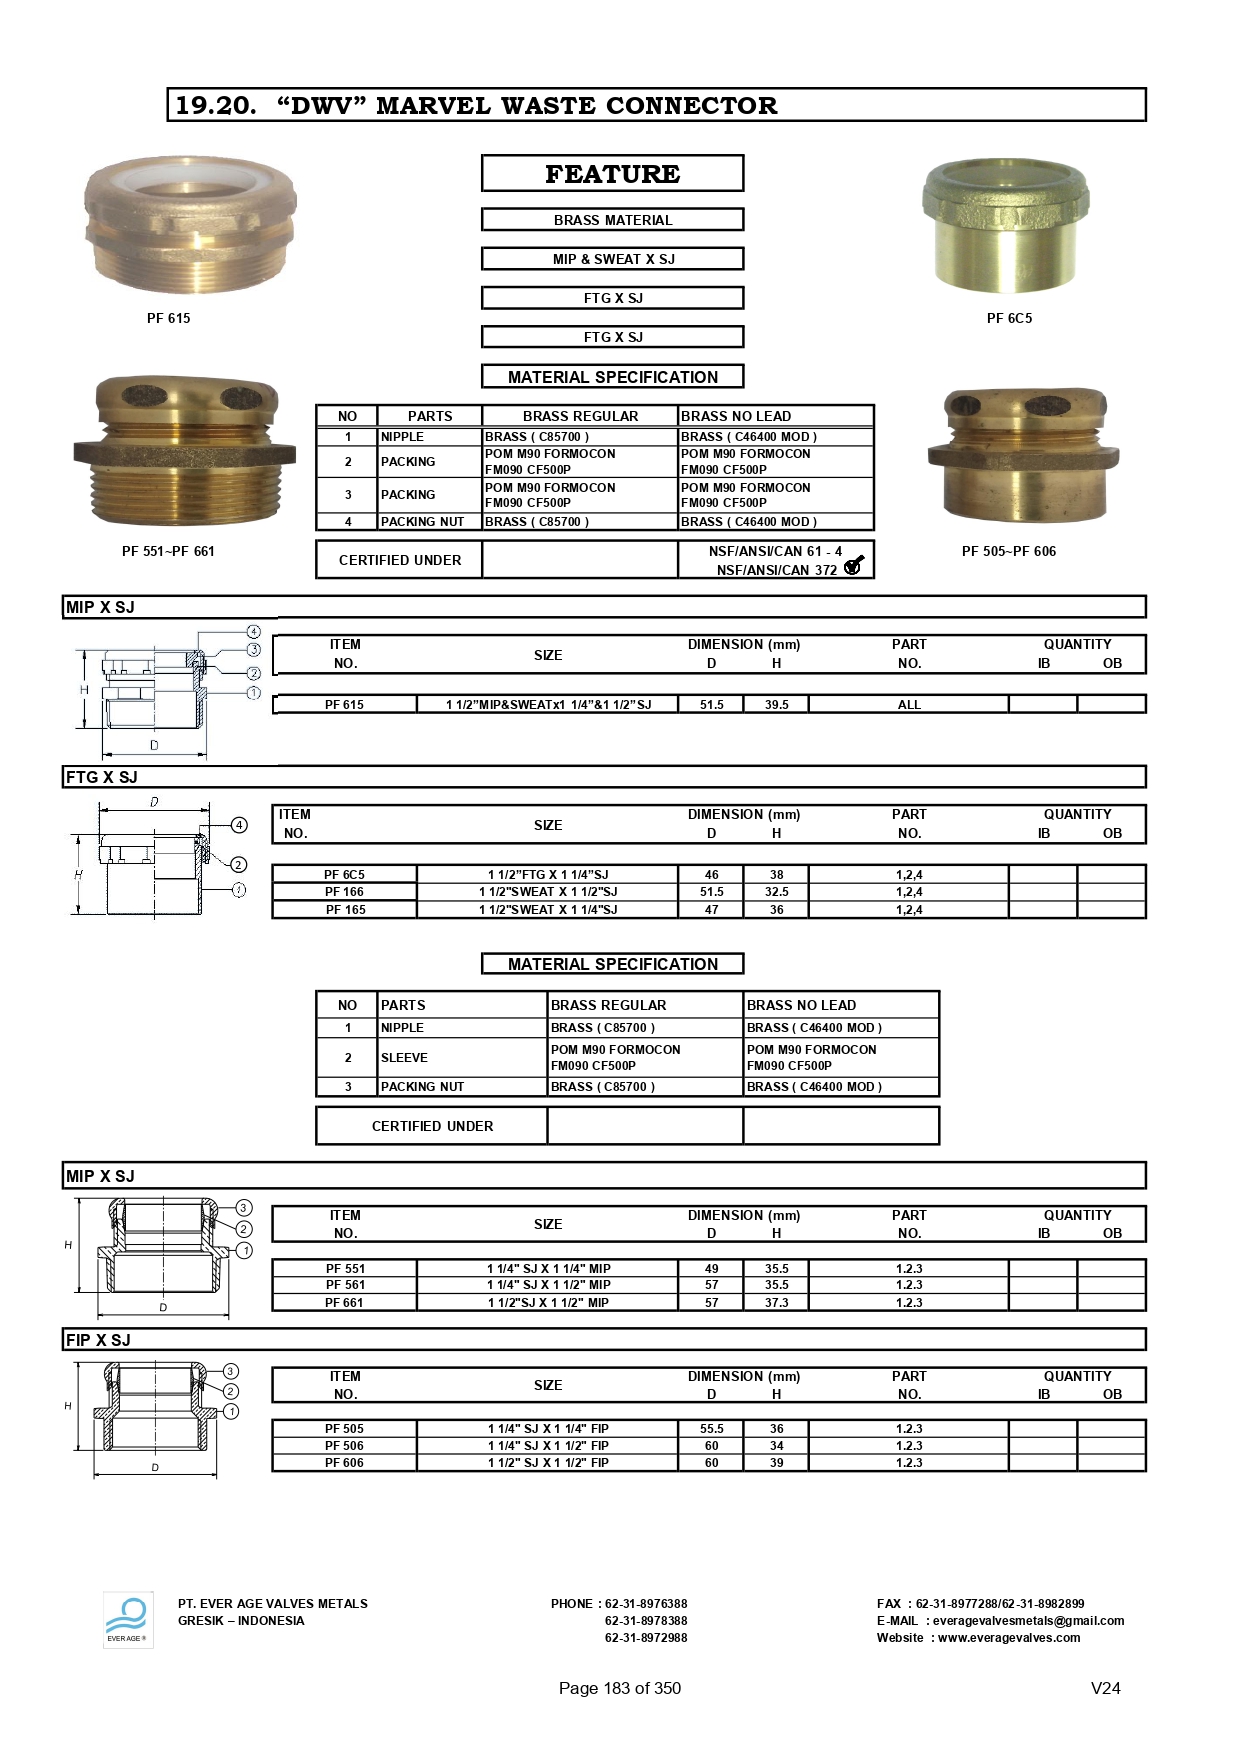 19.20. “DWV” MARVEL WASTE CONNECTOR
FEATURE
BRASS MATERIAL
MIP & SWEAT X SJ
FTG X SJ
FTG X SJ
PF 615
PF 6C5
MATERIAL SPECIFICATION
NO PARTS BRASS REGULAR BRASS NO LEAD
1 NIPPLE BRASS ( C85700 ) BRASS ( C46400 MOD )
2 PACKING POM M90 FORMOCON FM090 CF500P POM M90 FORMOCON FM090 CF500P
3 PACKING POM M90 FORMOCON FM090 CF500P POM M90 FORMOCON FM090 CF500P
4 PACKING NUT BRASS ( C85700 ) BRASS ( C46400 MOD )
PF 551~PF 661
PF 505~PF 606
CERTIFIED UNDER NSF/ANSI/CAN 61 - 4
NSF/ANSI/CAN 372
MIP X SJ
4
3
2
1
H
D
ITEM NO. SIZE DIMENSION (mm) D H PART NO. QUANTITY IB OB
PF 615 1 1/2”MIP&SWEATx1 1/4”&1 1/2”SJ 51.5 39.5 ALL
FTG X SJ
D
4
2
1
H
ITEM NO. SIZE DIMENSION (mm) D H PART NO. QUANTITY IB OB
PF 6C5 1 1/2”FTG X 1 1/4”SJ 46 38 1,2,4
PF 166 1 1/2"SWEAT X 1 1/2"SJ 51.5 32.5 1,2,4
PF 165 1 1/2"SWEAT X 1 1/4"SJ 47 36 1,2,4
MATERIAL SPECIFICATION
NO PARTS BRASS REGULAR BRASS NO LEAD
1 NIPPLE BRASS ( C85700 ) BRASS ( C46400 MOD )
2 SLEEVE POM M90 FORMOCON FM090 CF500P POM M90 FORMOCON FM090 CF500P
3 PACKING NUT BRASS ( C85700 ) BRASS ( C46400 MOD )
CERTIFIED UNDER
MIP X SJ
3
2
1
H
D
ITEM NO. SIZE DIMENSION (mm) D H PART NO. QUANTITY IB OB
PF 551 1 1/4" SJ X 1 1/4" MIP 49 35.5 1.2.3
PF 561 1 1/4" SJ X 1 1/2" MIP 57 35.5 1.2.3
PF 661 1 1/2"SJ X 1 1/2" MIP 57 37.3 1.2.3
FIP X SJ
3
2
1
H
D
ITEM NO. SIZE DIMENSION (mm) D H PART NO. QUANTITY IB OB
PF 505 1 1/4" SJ X 1 1/4" FIP 55.5 36 1.2.3
PF 506 1 1/4" SJ X 1 1/2" FIP 60 34 1.2.3
PF 606 1 1/2" SJ X 1 1/2" FIP 60 39 1.2.3
EVER AGE ®
PT. EVER AGE VALVES METALS
GRESIK – INDONESIA
PHONE : 62-31-8976388
62-31-8978388
62-31-8972988
FAX : 62-31-8977288/62-31-8982899
E-MAIL : everagevalvesmetals@gmail.com
Website : www.everagevalves.com
Page 183 of 350
V24